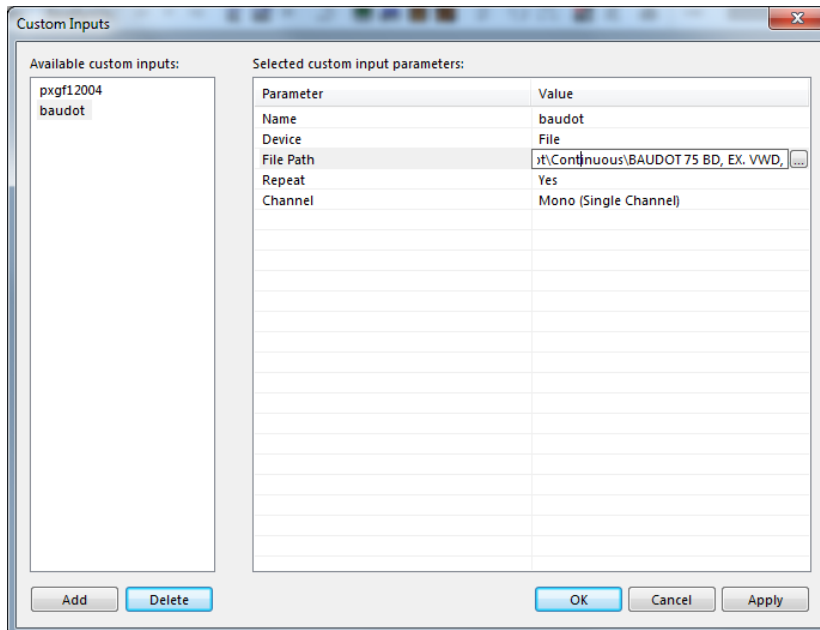 Custom Inputs
Available custom inputs:
pxgf12004
baudot
Selected custom input parameters:
Parameter Value
Name baudot
Device File
File Path ot\Continuous\BAUDOT 75 BD, EX. VWD, ...
Repeat Yes
Channel Mono (Single Channel)
Add Delete OK Cancel Apply